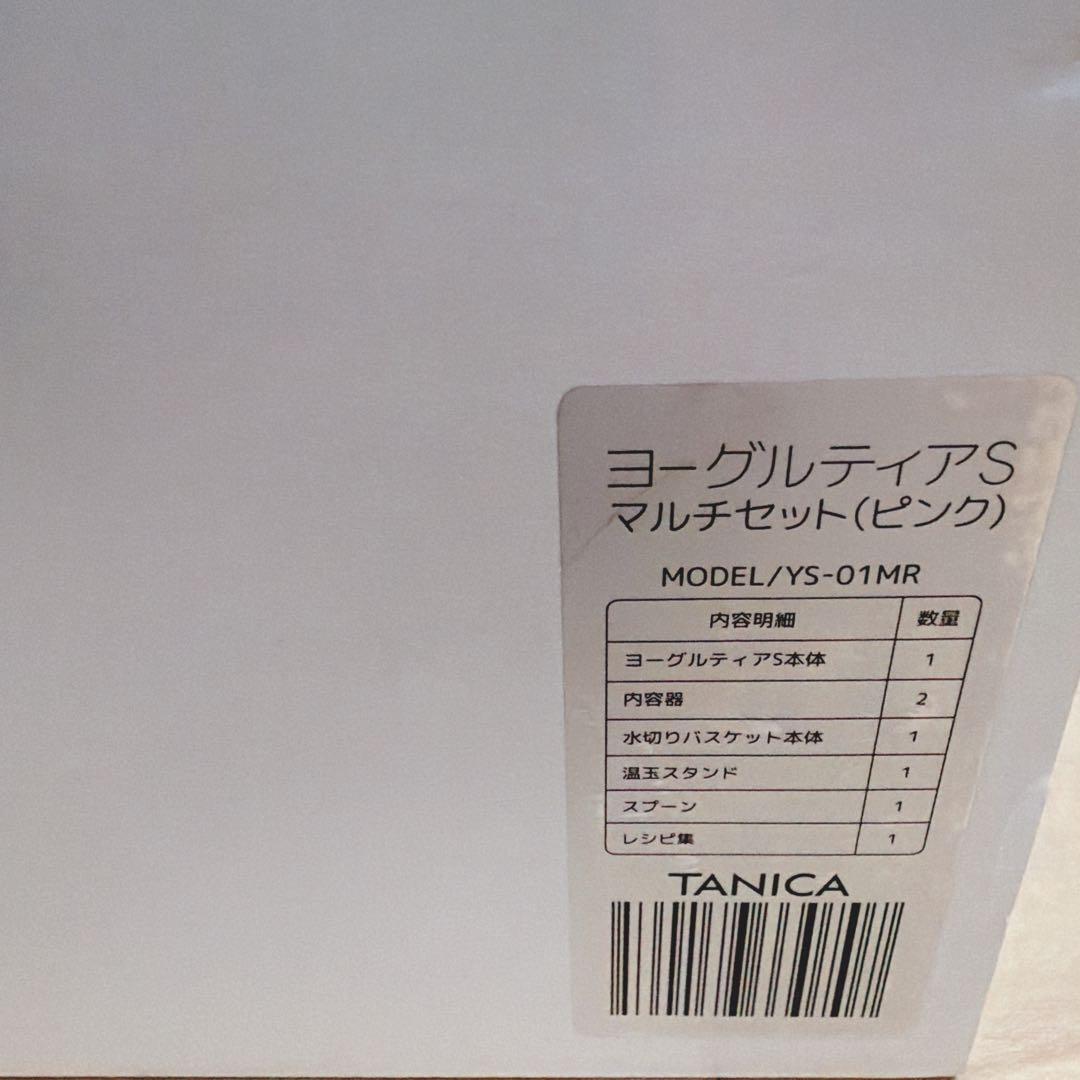 ヨーグルティアS
マルチセット(ピンク)
MODEL/YS-01MR
内容明細 数量
ヨーグルティアS本体 1
内容器 2
水切りバスケット本体 1
温玉スタンド 1
スプーン 1
レシピ集 1
TANICA